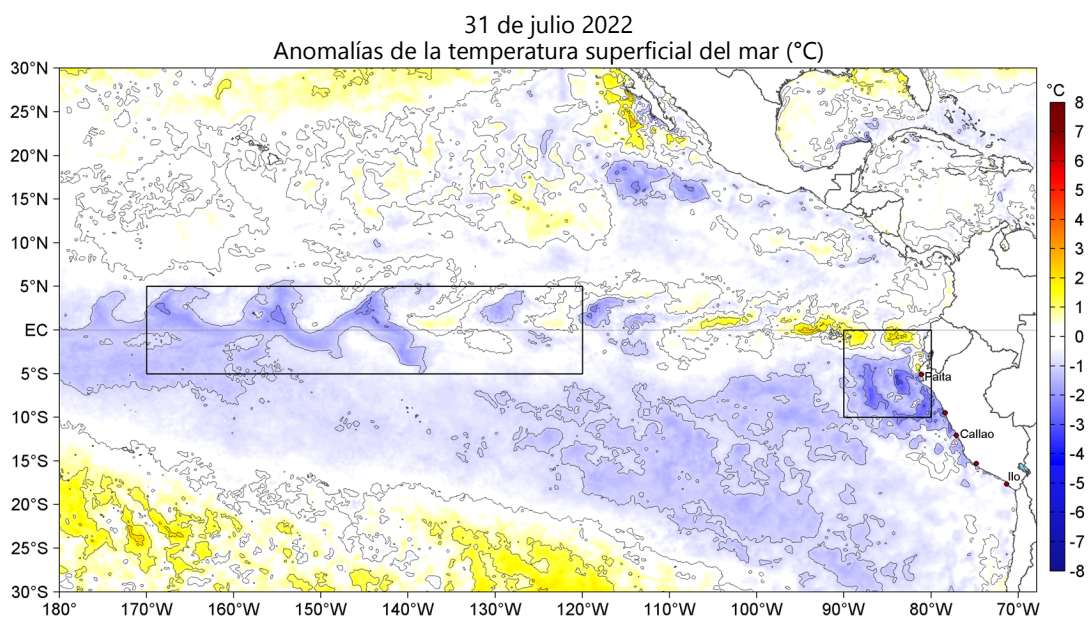 31 de julio 2022
Anomalías de la temperatura superficial del mar (°C)
30°N
25°N
20°N
15°N
10°N
5°N
EC
5°S
10°S
15°S
20°S
25°S
30°S
180
170°W
160°W
150°W
140°W
130°W
120°W
110°W
100°W
90°W
80°W
70°W
Paita
Callao
Ilo
°C
8
7
6
5
4
3
2
1
0
-1
-2
-3
-4
-5
-6
-7
-8